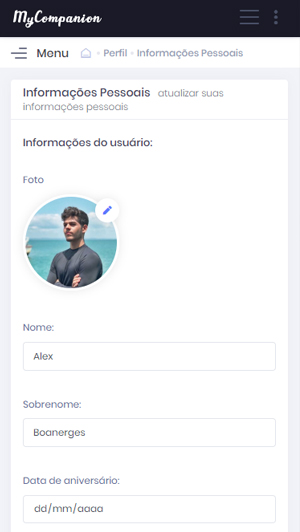 MyCompanion
Menu • Perfil • Informações Pessoais
Informações Pessoais atualizar suas
informações pessoais
Informações do usuário:
Foto
Nome:
Alex
Sobrenome:
Boanerges
Data de aniversário:
dd/mm/aaaa